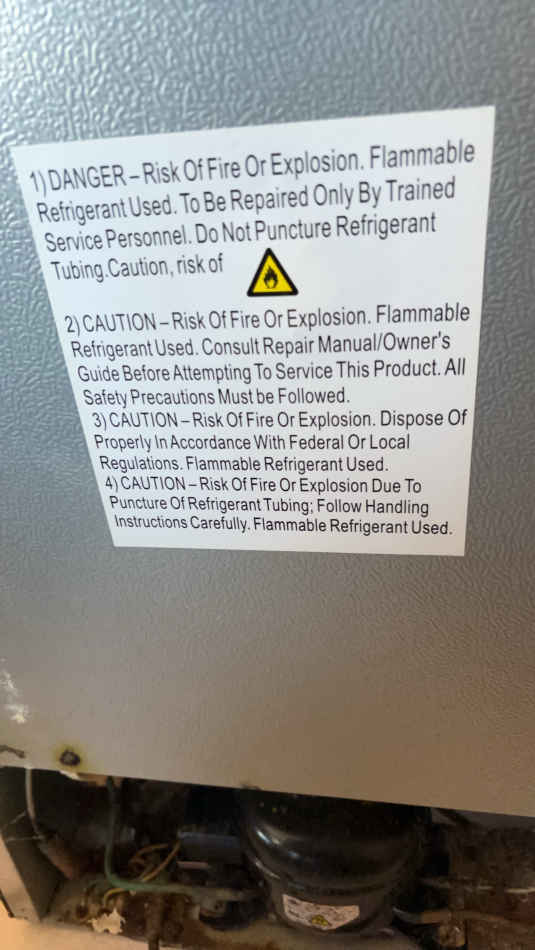 1) DANGER – Risk Of Fire Or Explosion. Flammable
Refrigerant Used. To Be Repaired Only By Trained
Service Personnel. Do Not Puncture Refrigerant
Tubing.Caution, risk of
2) CAUTION – Risk Of Fire Or Explosion. Flammable
Refrigerant Used. Consult Repair Manual/Owner's
Guide Before Attempting To Service This Product. All
Safety Precautions Must be Followed.
3) CAUTION – Risk Of Fire Or Explosion. Dispose Of
Properly In Accordance With Federal Or Local
Regulations. Flammable Refrigerant Used.
4) CAUTION – Risk Of Fire Or Explosion Due To
Puncture Of Refrigerant Tubing; Follow Handling
Instructions Carefully. Flammable Refrigerant Used.